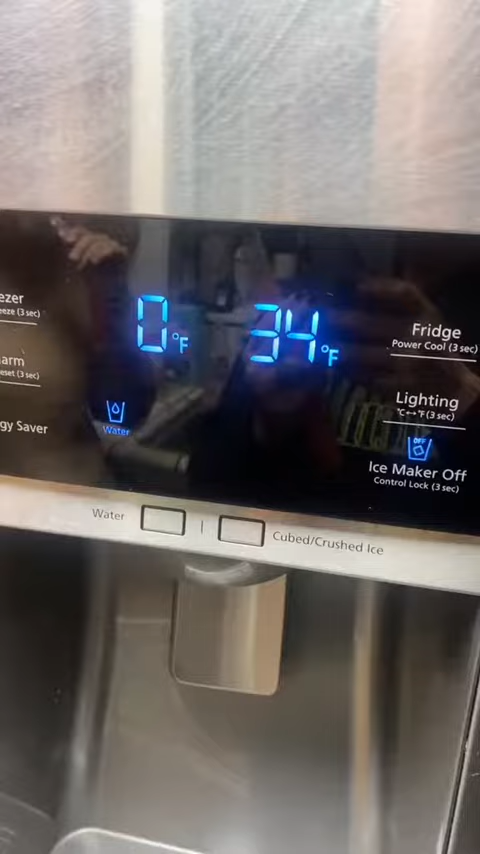 ezer
eeze (3 sec)
0°F
34°F
Fridge
Power Cool (3 sec)
arm
eset (3 sec)
Lighting
°C↔°F (3 sec)
gy Saver
Water
OFF
Ice Maker Off
Control Lock (3 sec)
Water | Cubed/Crushed Ice